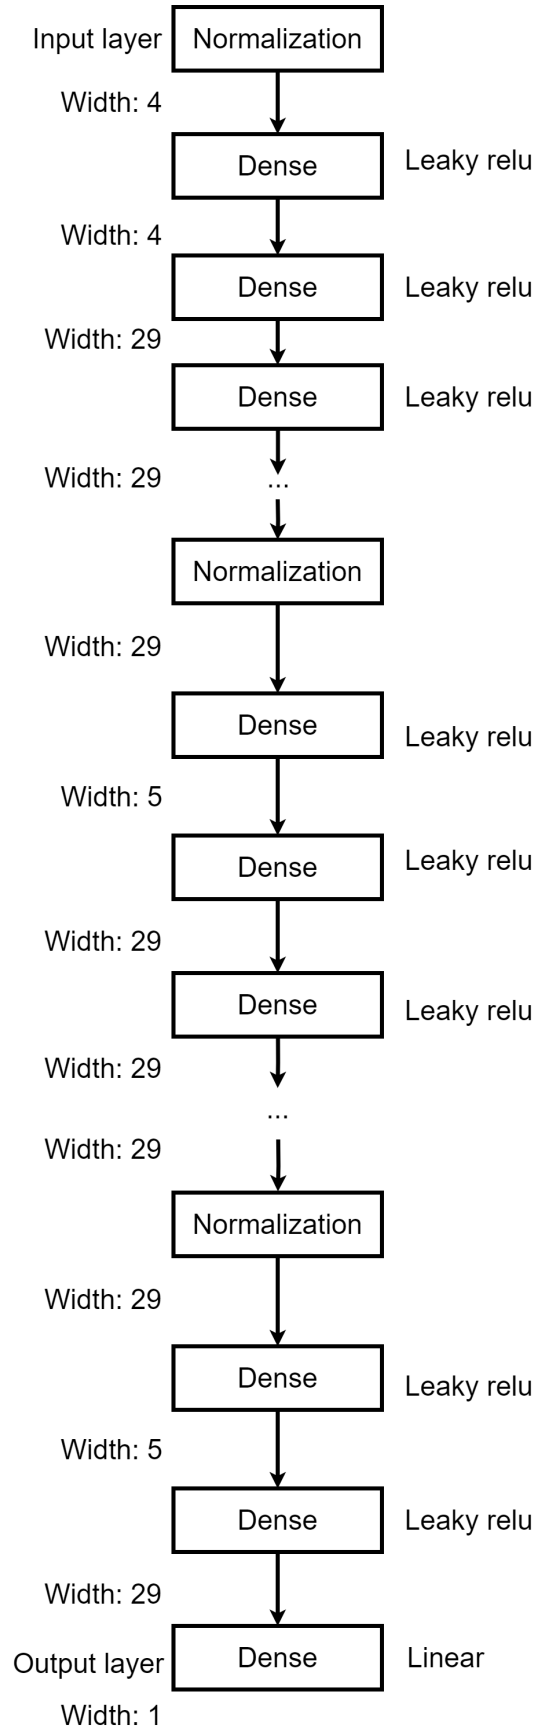 Input layer
Normalization
Width: 4
Dense
Leaky relu
Width: 4
Dense
Leaky relu
Width: 29
Dense
Leaky relu
Width: 29
...
Normalization
Width: 29
Dense
Leaky relu
Width: 5
Dense
Leaky relu
Width: 29
Dense
Leaky relu
Width: 29
...
Width: 29
Normalization
Width: 29
Dense
Leaky relu
Width: 5
Dense
Leaky relu
Width: 29
Output layer
Dense
Linear
Width: 1